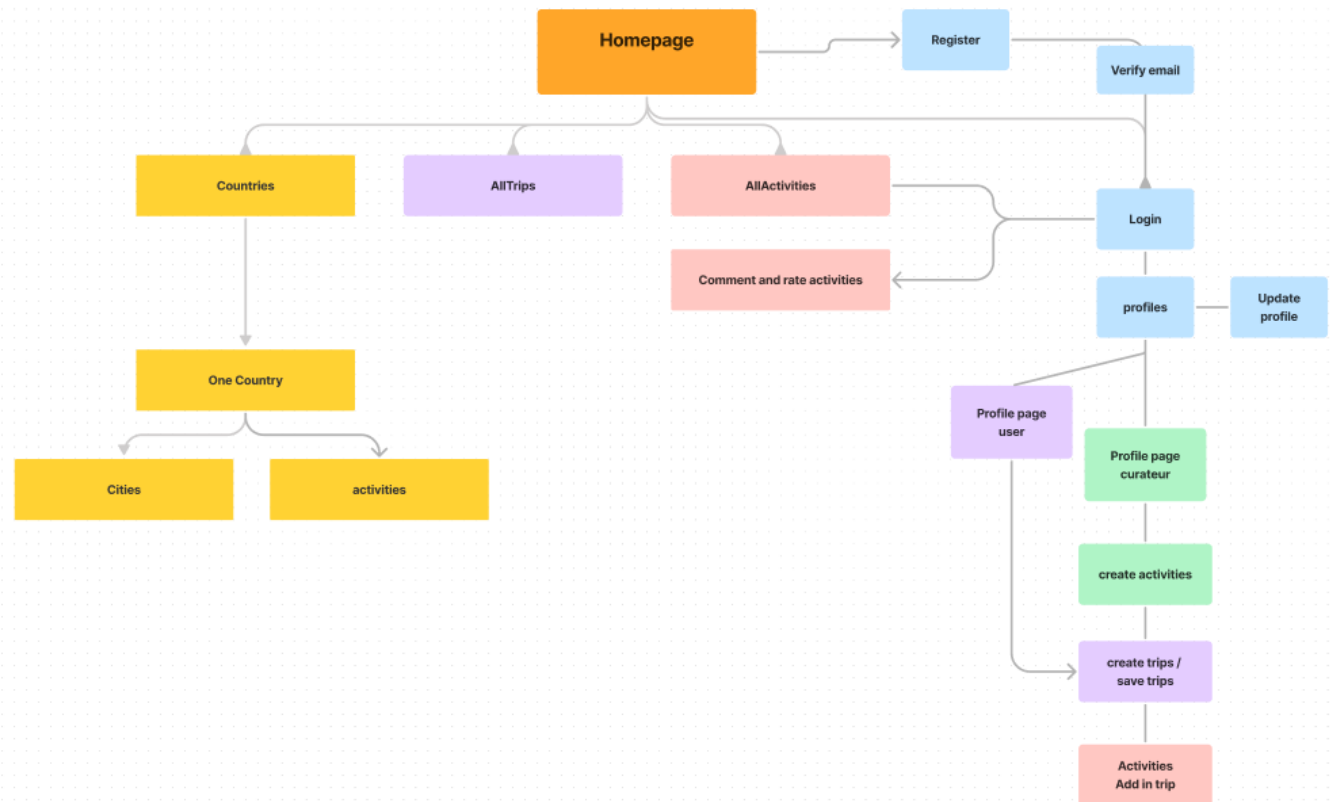 Homepage
Register
Verify email
Countries
AllTrips
AllActivities
Login
Comment and rate activities
profiles
Update
profile
One Country
Profile page
user
Profile page
curateur
Cities
activities
create activities
create trips /
save trips
Activities
Add in trip